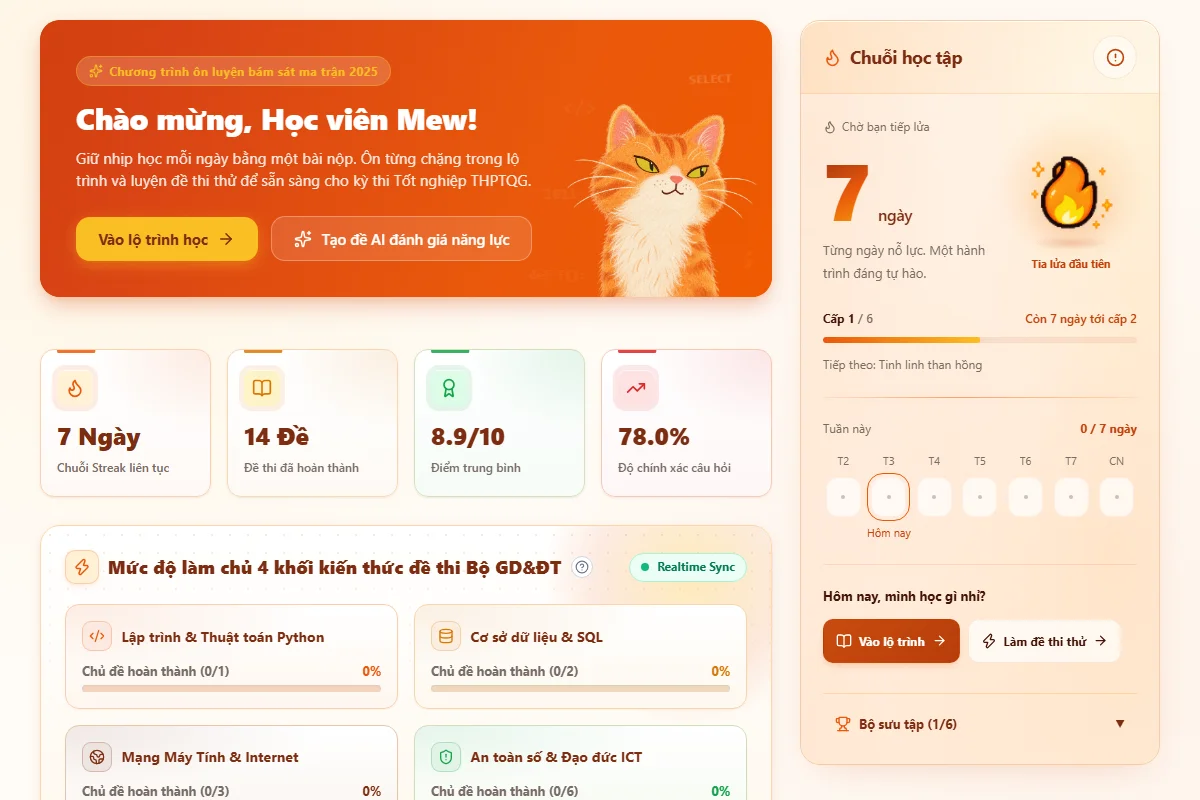 Chương trình ôn luyện bám sát ma trận 2025
Chào mừng, Học viên Mew!
Giữ nhịp học mỗi ngày bằng một bài nộp. Ôn từng chặng trong lộ
trình và luyện đề thi thử để sẵn sàng cho kỳ thi Tốt nghiệp THPTQG.
Vào lộ trình học →
Tạo đề AI đánh giá năng lực
SELECT
</>
7 Ngày
Chuỗi Streak liên tục
14 Đề
Đề thi đã hoàn thành
8.9/10
Điểm trung bình
78.0%
Độ chính xác câu hỏi
Mức độ làm chủ 4 khối kiến thức đề thi Bộ GD&ĐT
Realtime Sync
Lập trình & Thuật toán Python
Chủ đề hoàn thành (0/1) 0%
Cơ sở dữ liệu & SQL
Chủ đề hoàn thành (0/2) 0%
Mạng Máy Tính & Internet
Chủ đề hoàn thành (0/3) 0%
An toàn số & Đạo đức ICT
Chủ đề hoàn thành (0/6) 0%
Chuỗi học tập
Chờ bạn tiếp lửa
7 ngày
Từng ngày nỗ lực. Một hành
trình đáng tự hào.
Tia lửa đầu tiên
Cấp 1 / 6 Còn 7 ngày tới cấp 2
Tiếp theo: Tinh linh than hồng
Tuần này 0 / 7 ngày
T2 T3 T4 T5 T6 T7 CN
Hôm nay
Hôm nay, mình học gì nhỉ?
Vào lộ trình →
Làm đề thi thử →
Bộ sưu tập (1/6) ▼